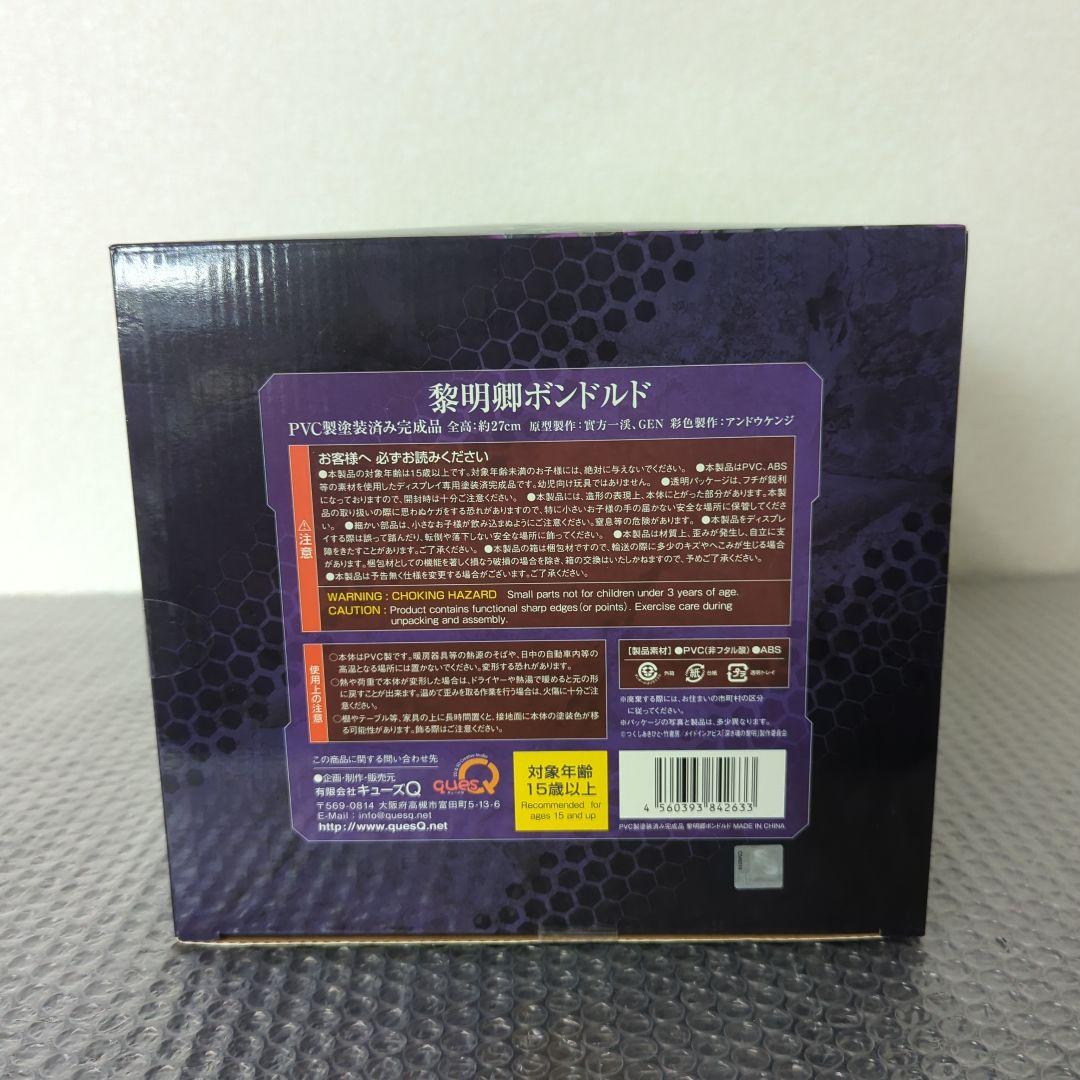 黎明卿ボンドルド
PVC製塗装済み完成品 全高:約27cm 原型製作:實方一渓、GEN 彩色製作:アンドウケンジ
⚠注意
お客様へ 必ずお読みください
●本製品の対象年齢は15歳以上です。対象年齢未満のお子様には、絶対に与えないでください。 ●本製品はPVC、ABS
等の素材を使用したディスプレイ専用塗装済完成品です。幼児向け玩具ではありません。 ●透明パッケージは、フチが鋭利
になっておりますので、開封時は十分ご注意ください。 ●本製品には、造形の表現上、本体にとがった部分があります。本製
品の取り扱いの際に思わぬケガをする恐れがありますので、特に小さいお子様の手の届かない安全な場所に保管してくだ
さい。 ●細かい部品は、小さなお子様が飲み込まぬようにご注意ください。窒息等の危険があります。 ●本製品をディスプレ
イする際は誤って踏んだり、転倒や落下しない安全な場所に飾ってください。 ●本製品は材質上、歪みが発生し、自立に支
障をきたすことがあります。ご了承ください。 ●本製品の箱は梱包材ですので、輸送の際に多少のキズやへこみが生じる場合
があります。梱包材としての機能を著しく損なう破損の場合を除き、箱の交換はいたしかねますので、予めご了承ください。
●本製品は予告無く仕様を変更する場合がございます。ご了承ください。
WARNING : CHOKING HAZARD Small parts not for children under 3 years of age.
CAUTION : Product contains functional sharp edges(or points). Exercise care during
unpacking and assembly.
使用上の注意
○本体はPVC製です。暖房器具等の熱源のそばや、日中の自動車内等の
高温となる場所には置かないでください。変形する恐れがあります。
○熱や荷重で本体が変形した場合は、ドライヤーや熱湯で暖めると元の形
に戻すことが出来ます。温めて歪みを取る作業を行う場合は、火傷に十分ご注
意ください。
○棚やテーブル等、家具の上に長時間置くと、接地面に本体の塗装色が移
る可能性があります。飾る際はご注意ください。
【製品素材】●PVC(非フタル酸)●ABS
外箱 紙 台紙 プラ 透明トレイ
※廃棄する際には、お住まいの市町村の区分
に従ってください。
※パッケージの写真と製品は、多少異なります。
©つくしあきひと・竹書房/メイドインアビス「深き魂の黎明」製作委員会
この商品に関する問い合わせ先
●企画・制作・販売元
有限会社キューズQ
〒569-0814 大阪府高槻市富田町5-13-6
E-Mail : info@quesq.net
http://www.quesQ.net
quesQ
対象年齢
15歳以上
Recommended for
ages 15 and up
4 560393 842633
PVC製塗装済み完成品 黎明卿ボンドルド MADE IN CHINA